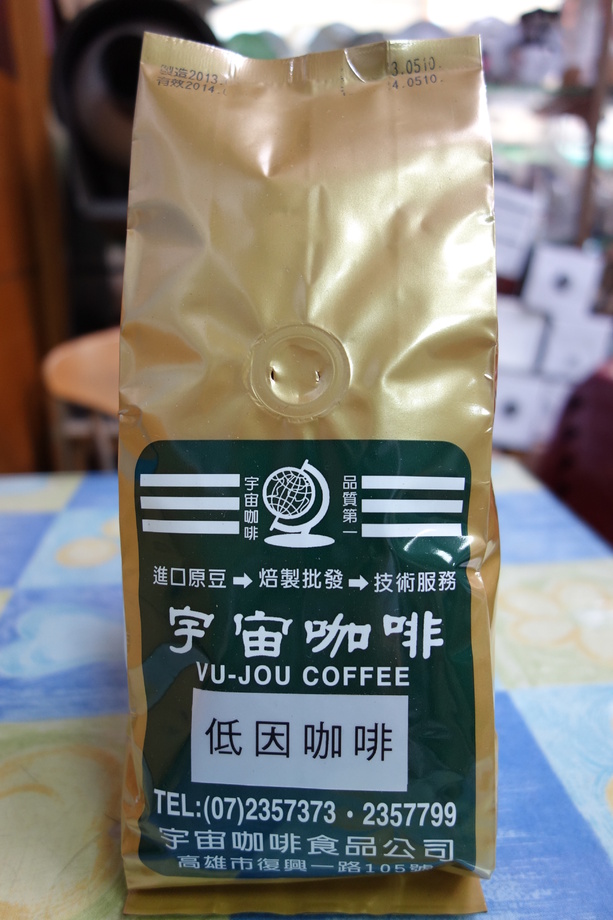 製造2013. 3.0510.
有效2014. 4.0510.
宇宙咖啡
品質第一
進口原豆➡焙製批發➡技術服務
宇宙咖啡
VU-JOU COFFEE
低因咖啡
TEL:(07)2357373・2357799
宇宙咖啡食品公司
高雄市復興一路105號